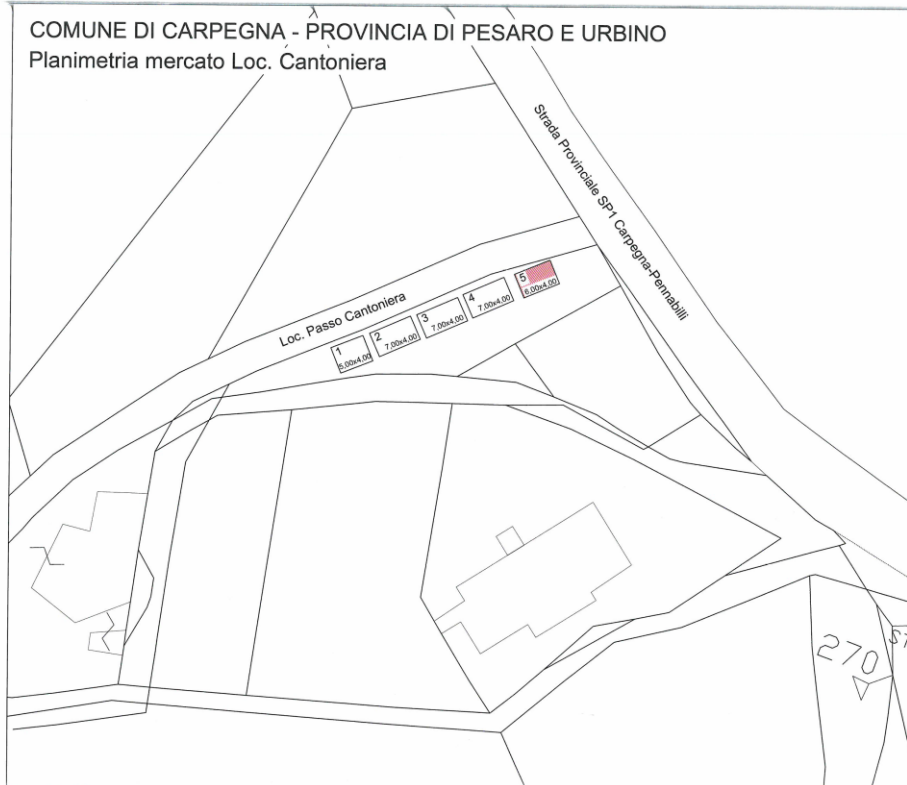 COMUNE DI CARPEGNA - PROVINCIA DI PESARO E URBINO
Planimetria mercato Loc. Cantoniera
Strada Provinciale SP1 Carpegna-Pennabilli
Loc. Passo Cantoniera
1
5,00x4,00
2
7,00x4,00
3
7,00x4,00
4
7,00x4,00
5
6,00x4,00
270
ST